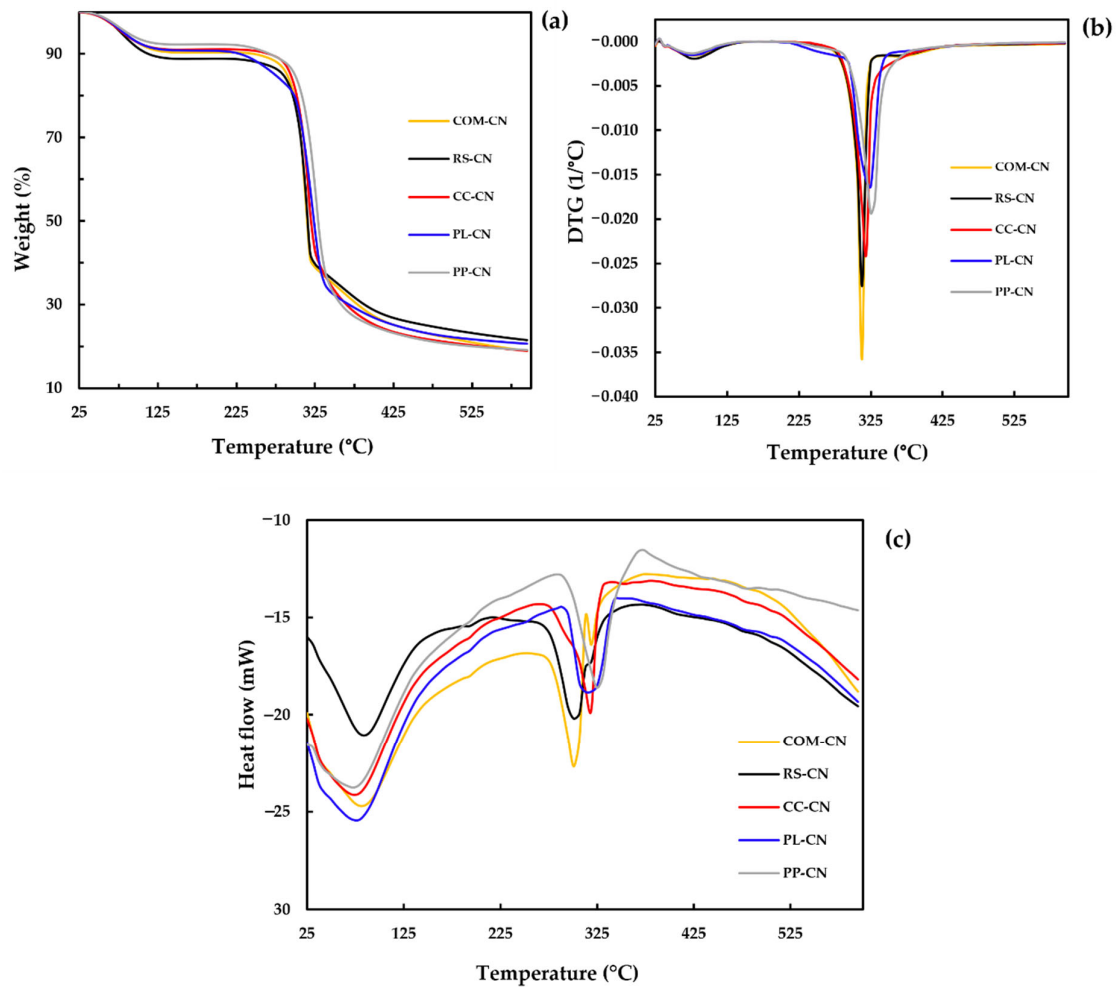 (a)
Weight (%)
90
70
50
30
10
COM-CN
RS-CN
CC-CN
PL-CN
PP-CN
25 125 225 325 425 525
Temperature (°C)
(b)
DTG (1/°C)
−0.000
−0.005
−0.010
−0.015
−0.020
−0.025
−0.030
−0.035
−0.040
COM-CN
RS-CN
CC-CN
PL-CN
PP-CN
25 125 225 325 425 525
Temperature (°C)
(c)
Heat flow (mW)
−10
−15
−20
−25
30
COM-CN
RS-CN
CC-CN
PL-CN
PP-CN
25 125 225 325 425 525
Temperature (°C)